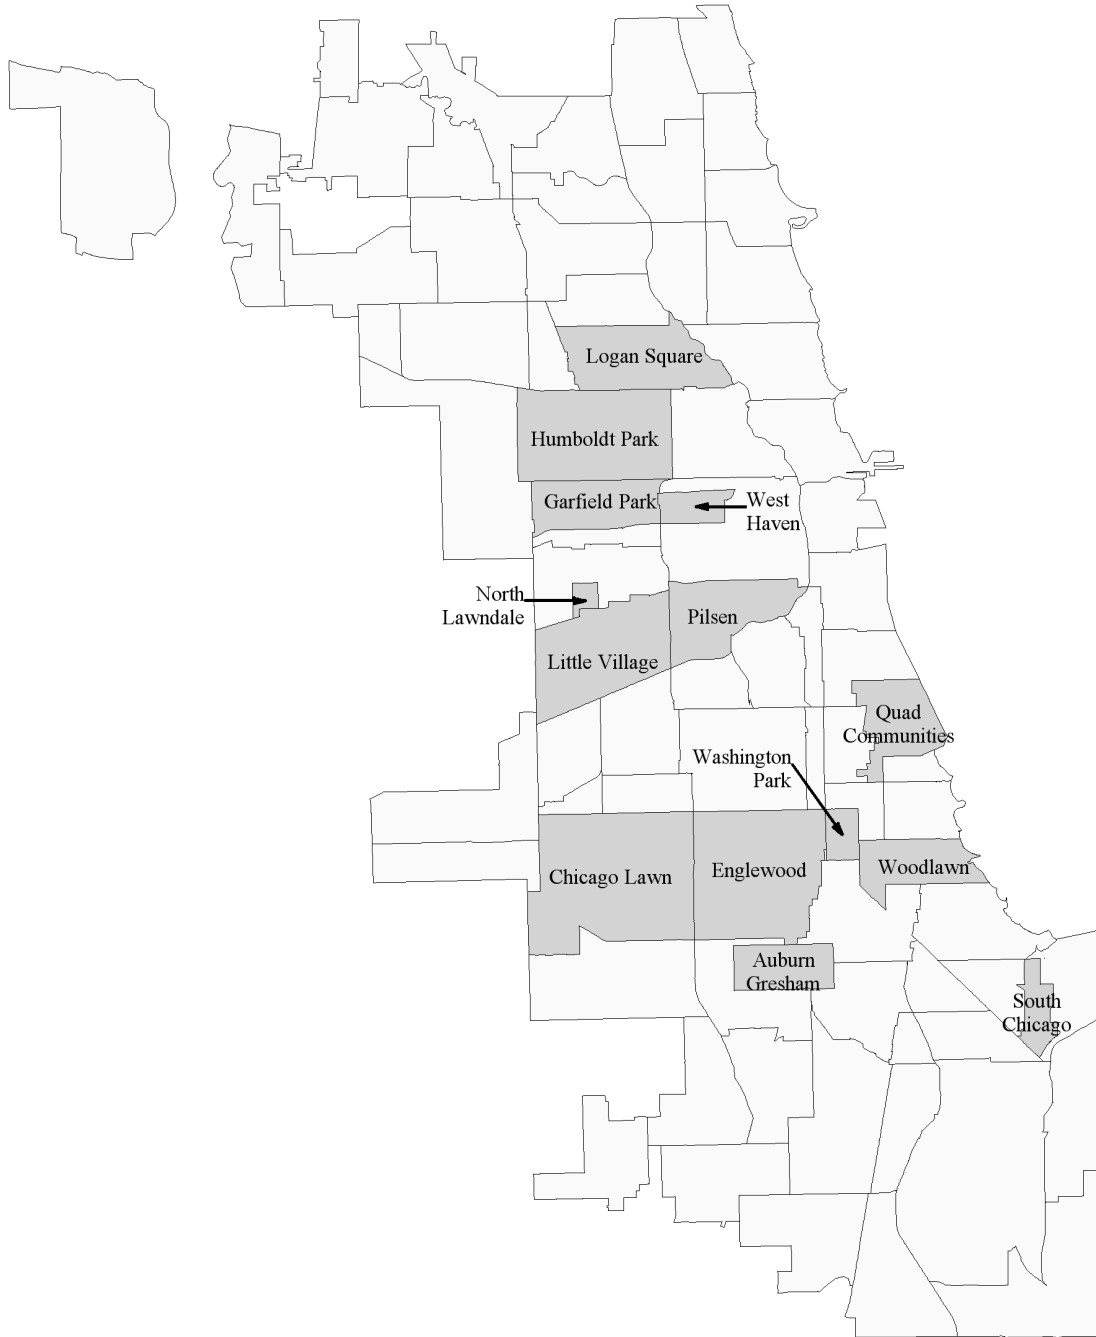 Logan Square
Humboldt Park
Garfield Park
West
Haven
North
Lawndale
Pilsen
Little Village
Quad
Communities
Washington
Park
Chicago Lawn
Englewood
Woodlawn
Auburn
Gresham
South
Chicago